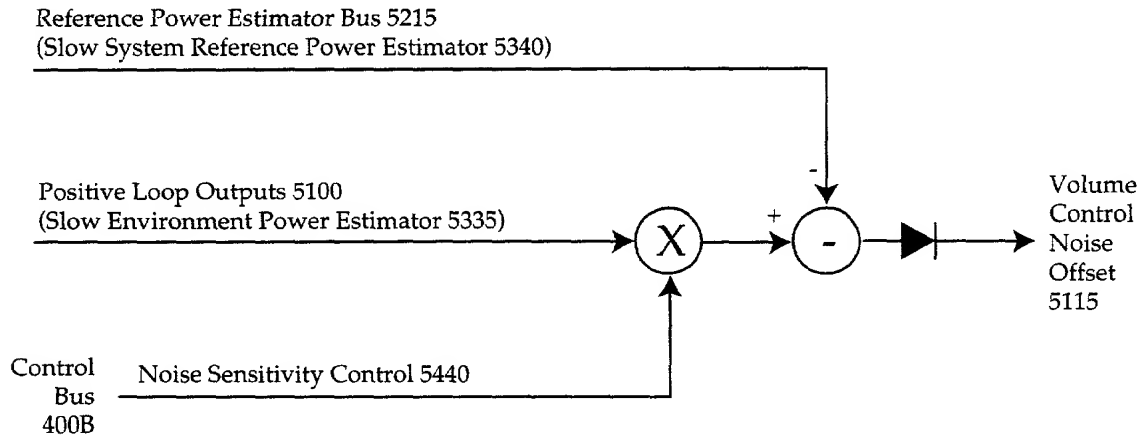 Reference Power Estimator Bus 5215
(Slow System Reference Power Estimator 5340)
-
Positive Loop Outputs 5100
(Slow Environment Power Estimator 5335)
X
+
-
Volume
Control
Noise
Offset
5115
Control
Bus
400B
Noise Sensitivity Control 5440